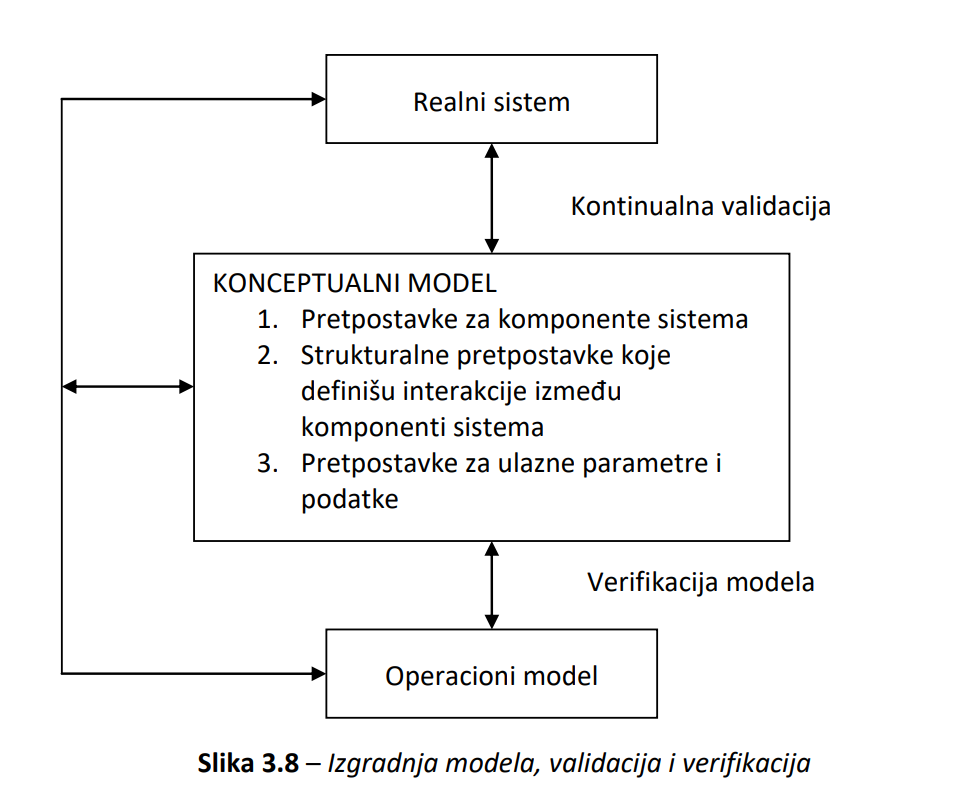 Realni sistem
Kontinualna validacija
KONCEPTUALNI MODEL
1. Pretpostavke za komponente sistema
2. Strukturalne pretpostavke koje
definišu interakcije između
komponenti sistema
3. Pretpostavke za ulazne parametre i
podatke
Verifikacija modela
Operacioni model
Slika 3.8 – Izgradnja modela, validacija i verifikacija